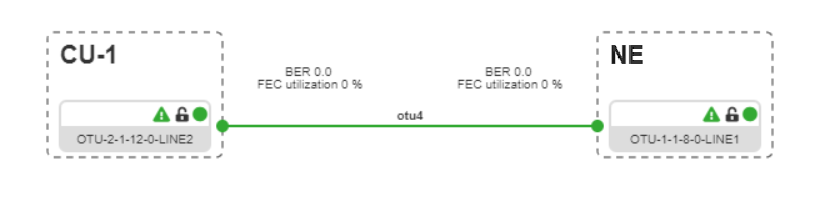 CU-1
NE
BER 0.0
FEC utilization 0 %
BER 0.0
FEC utilization 0 %
otu4
OTU-2-1-12-0-LINE2
OTU-1-1-8-0-LINE1